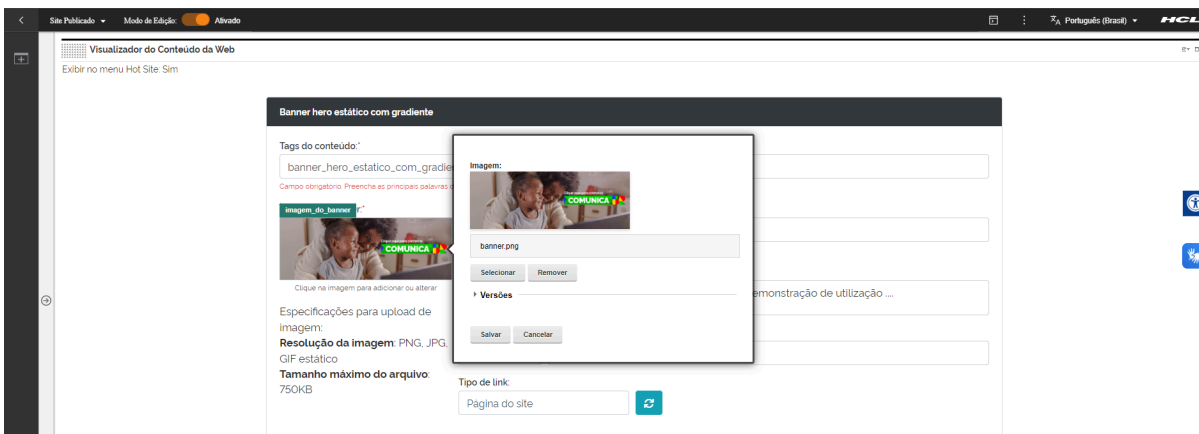 Site Publicado
Modo de Edição:
Ativado
Português (Brasil)
HCL
Visualizador do Conteúdo da Web
Exibir no menu Hot Site: Sim
Banner hero estático com gradiente
Tags do conteúdo:*
banner_hero_estatico_com_gradie
Campo obrigatório. Preencha as principais palavras
imagem_do_banner
COMUNICA
Clique na imagem para adicionar ou alterar
Especificações para upload de
imagem:
Resolução da imagem: PNG, JPG,
GIF estático
Tamanho máximo do arquivo:
750KB
Imagem:
COMUNICA
banner.png
Selecionar
Remover
Versões
Salvar
Cancelar
emonstração de utilização ....
Tipo de link:
Página do site